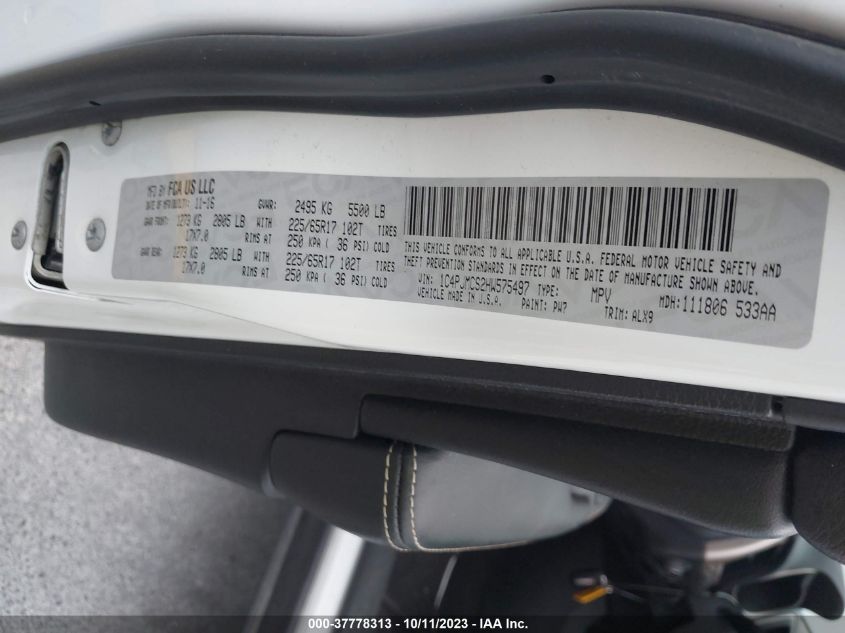 MFD BY FCA US LLC
DATE OF MFR 11-16 GVWR: 2495 KG 5500 LB
GAWR FRONT: 1273 KG 2805 LB WITH 225/65R17 102T TIRES
17X7.0 RIMS AT 250 KPA ( 36 PSI) COLD
GAWR REAR: 1273 KG 2805 LB WITH 225/65R17 102T TIRES
17X7.0 RIMS AT 250 KPA ( 36 PSI) COLD
THIS VEHICLE CONFORMS TO ALL APPLICABLE U.S.A. FEDERAL MOTOR VEHICLE SAFETY AND
THEFT PREVENTION STANDARDS IN EFFECT ON THE DATE OF MANUFACTURE SHOWN ABOVE.
VIN: 1C4PJMCS2HW575497 TYPE: MPV MDH: 111806 533AA
VEHICLE MADE IN U.S.A. PAINT: PW7 TRIM: ALX9
000-37778313 - 10/11/2023 - IAA Inc.